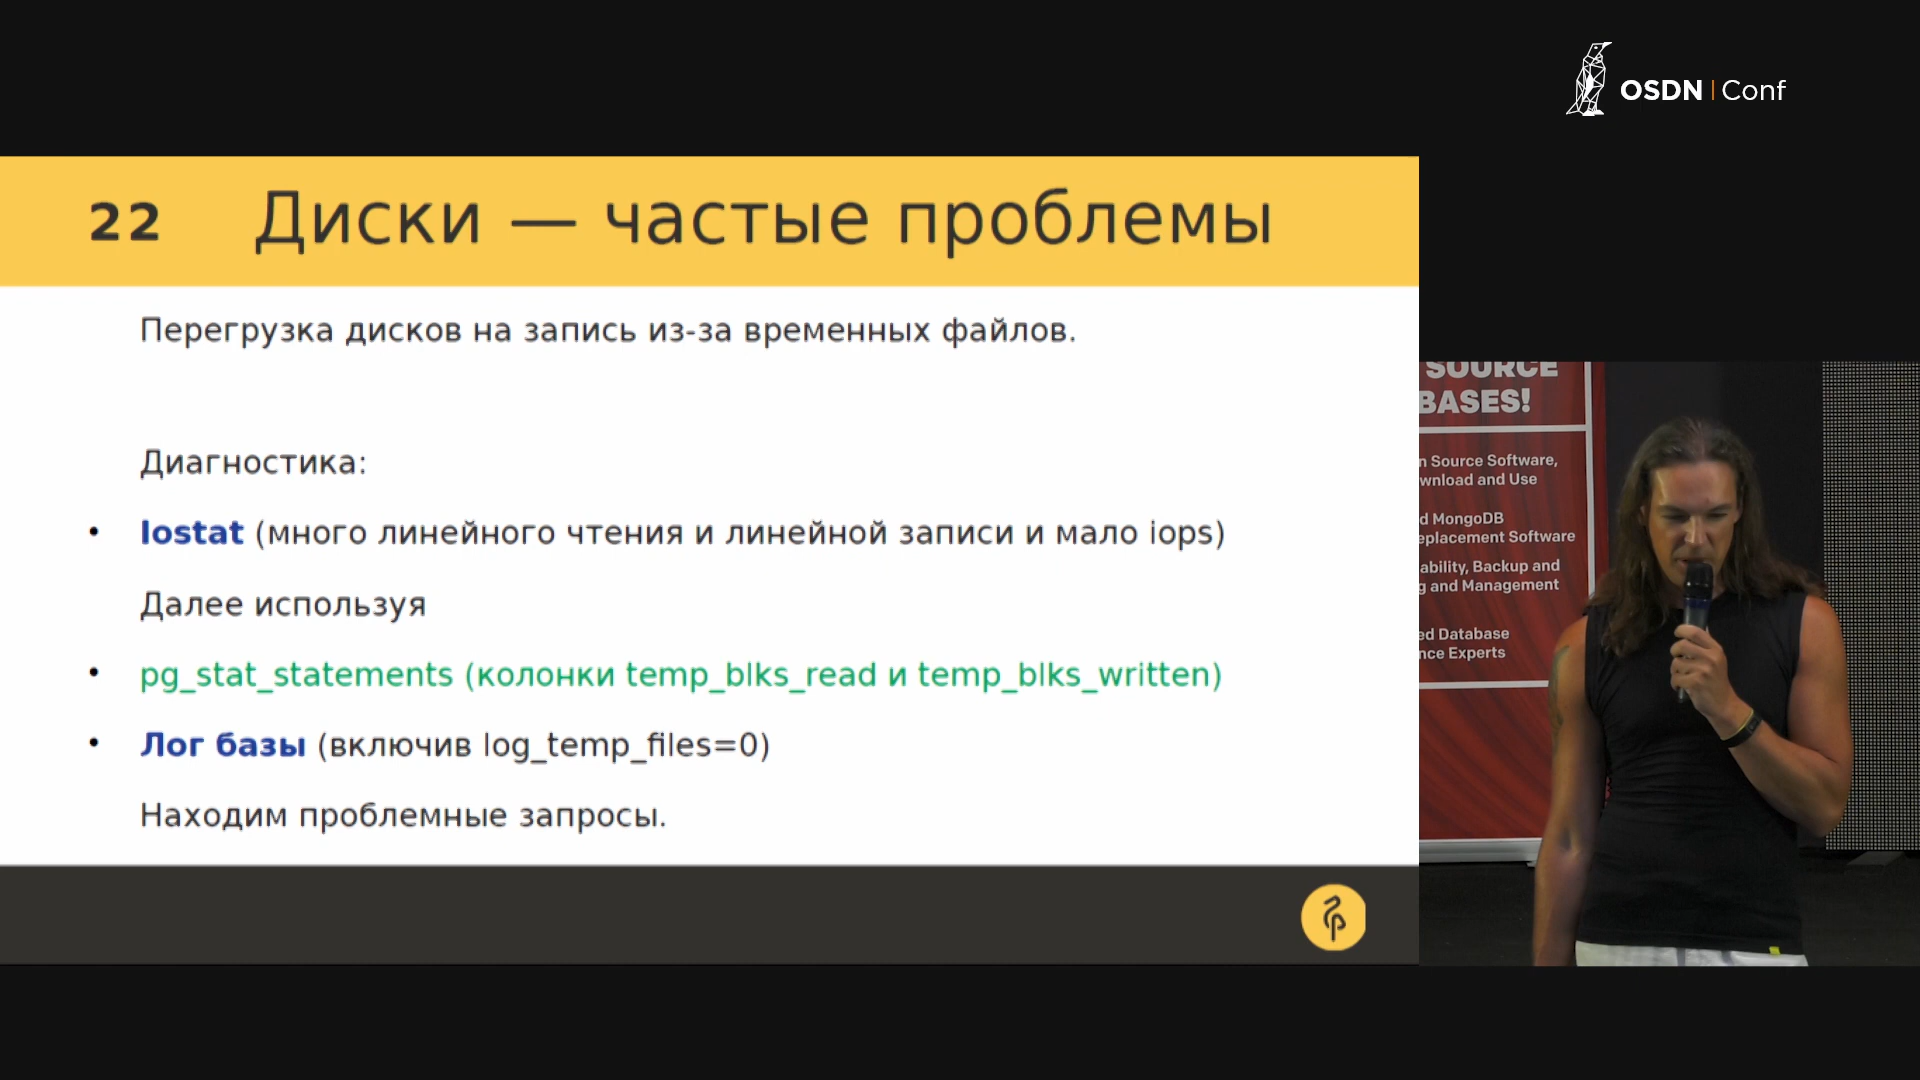 OSDN | Conf
22 Диски — частые проблемы
Перегрузка дисков на запись из-за временных файлов.
Диагностика:
• Iostat (много линейного чтения и линейной записи и мало iops)
Далее используя
• pg_stat_statements (колонки temp_blks_read и temp_blks_written)
• Лог базы (включив log_temp_files=0)
Находим проблемные запросы.
SOURCE
BASES!
n Source Software,
wnload and Use
d MongoDB
eplacement Software
ability, Backup and
g and Management
ed Database
nce Experts